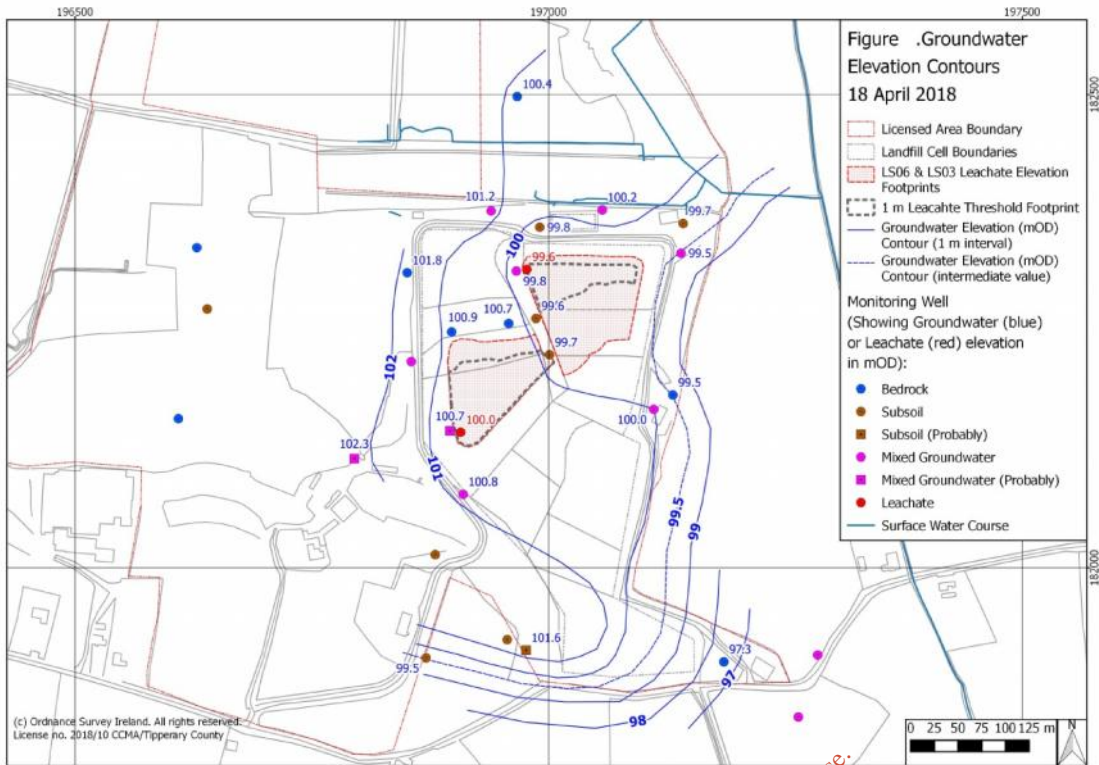 196500
197000
197500
182500
182000
Figure .Groundwater
Elevation Contours
18 April 2018
Licensed Area Boundary
Landfill Cell Boundaries
LS06 & LS03 Leachate Elevation
Footprints
1 m Leacahte Threshold Footprint
Groundwater Elevation (mOD)
Contour (1 m interval)
Groundwater Elevation (mOD)
Contour (intermediate value)
Monitoring Well
(Showing Groundwater (blue)
or Leachate (red) elevation
in mOD):
Bedrock
Subsoil
Subsoil (Probably)
Mixed Groundwater
Mixed Groundwater (Probably)
Leachate
Surface Water Course
100.4
101.2
100.2
99.7
99.8
100
99.5
99.6
101.8
99.8
99.6
100.7
100.9
99.7
102
99.5
100.7
100.0
100.0
102.3
101
100.8
99.5
99
101.6
99.5
97.3
97
98
(c) Ordnance Survey Ireland. All rights reserved.
License no. 2018/10 CCMA/Tipperary County
0 25 50 75 100 125 m
N